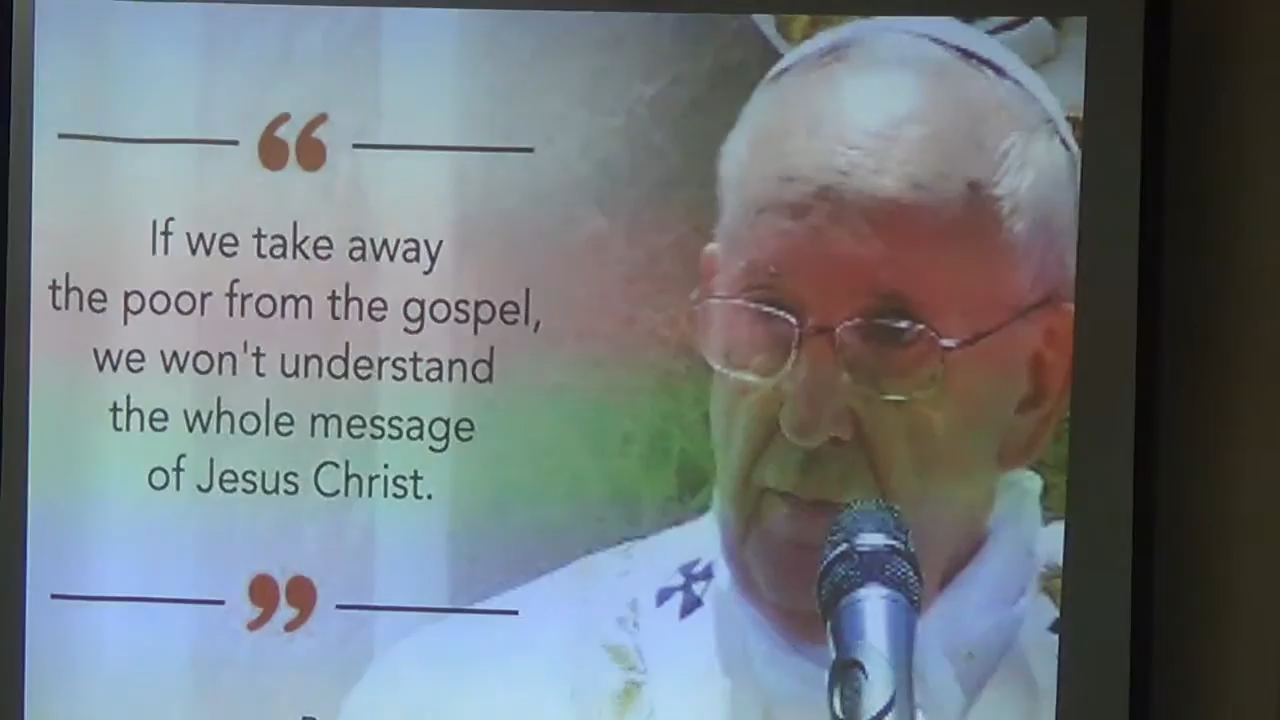 “
If we take away
the poor from the gospel,
we won't understand
the whole message
of Jesus Christ.
”